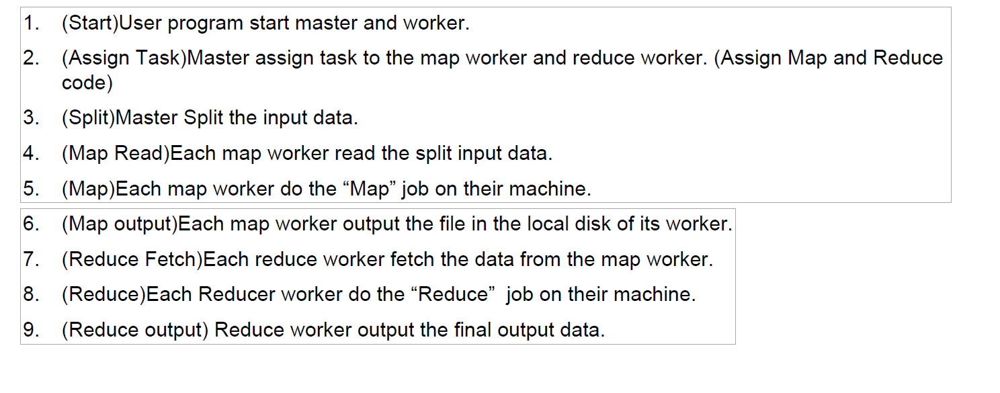 1. (Start)User program start master and worker.
2. (Assign Task)Master assign task to the map worker and reduce worker. (Assign Map and Reduce
code)
3. (Split)Master Split the input data.
4. (Map Read)Each map worker read the split input data.
5. (Map)Each map worker do the “Map” job on their machine.
6. (Map output)Each map worker output the file in the local disk of its worker.
7. (Reduce Fetch)Each reduce worker fetch the data from the map worker.
8. (Reduce)Each Reducer worker do the “Reduce”  job on their machine.
9. (Reduce output) Reduce worker output the final output data.